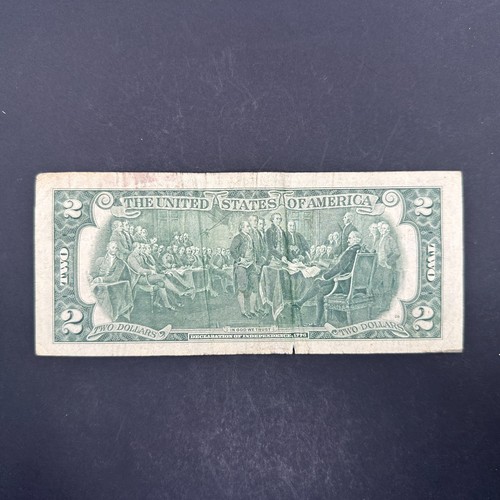 THE UNITED STATES OF AMERICA
2
2
TWO
TWO
2
2
TWO DOLLARS
IN GOD WE TRUST
TWO DOLLARS
DECLARATION OF INDEPENDENCE, 1776